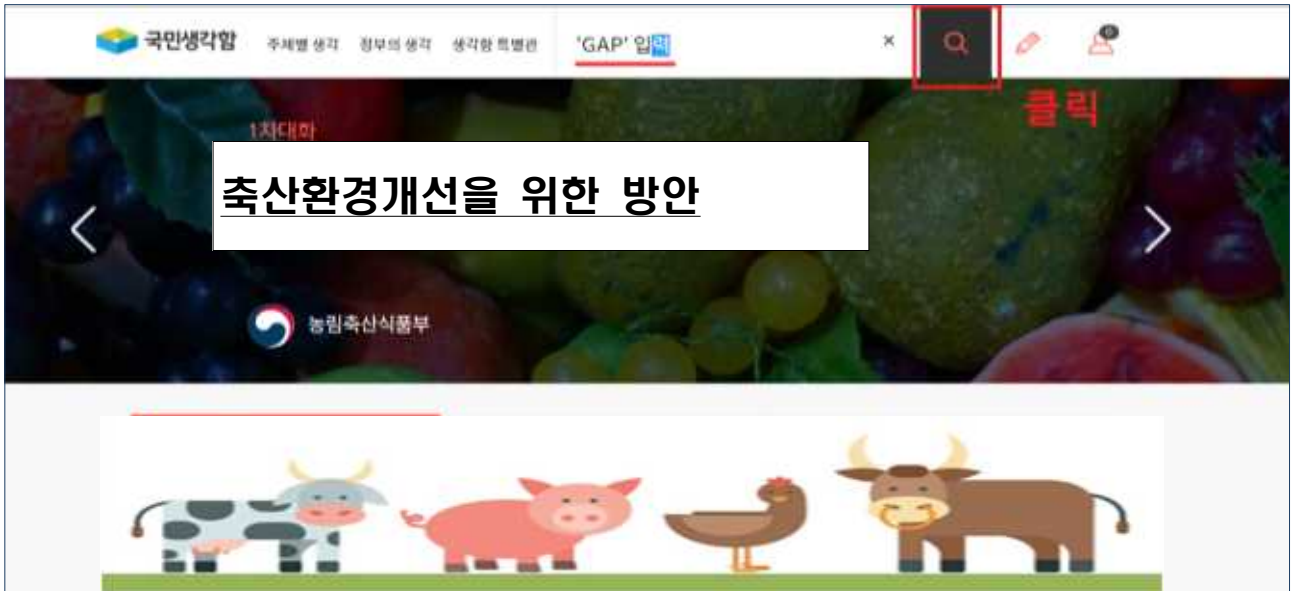 국민생각함 주제별 생각 정부의 생각 생각함 특별관 'GAP' 입력 ×
클릭
1차대화
축산환경개선을 위한 방안
농림축산식품부